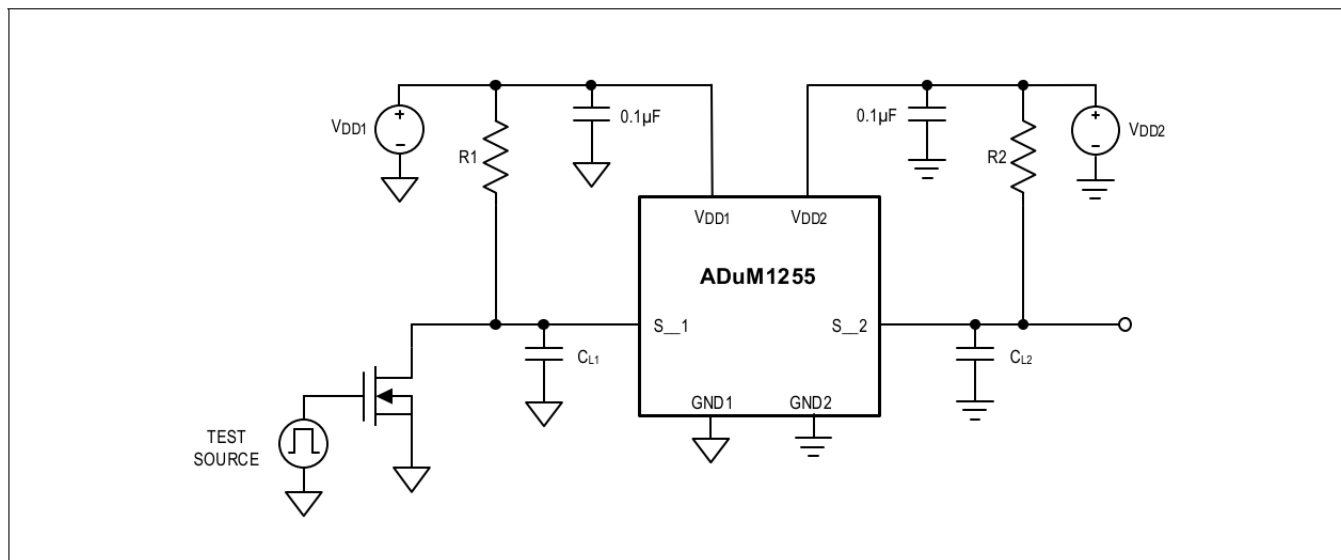 VDD1
+
−
R1
0.1µF
0.1µF
R2
+
−
VDD2
VDD1
VDD2
ADuM1255
S__1
S__2
CL1
CL2
GND1
GND2
TEST
SOURCE